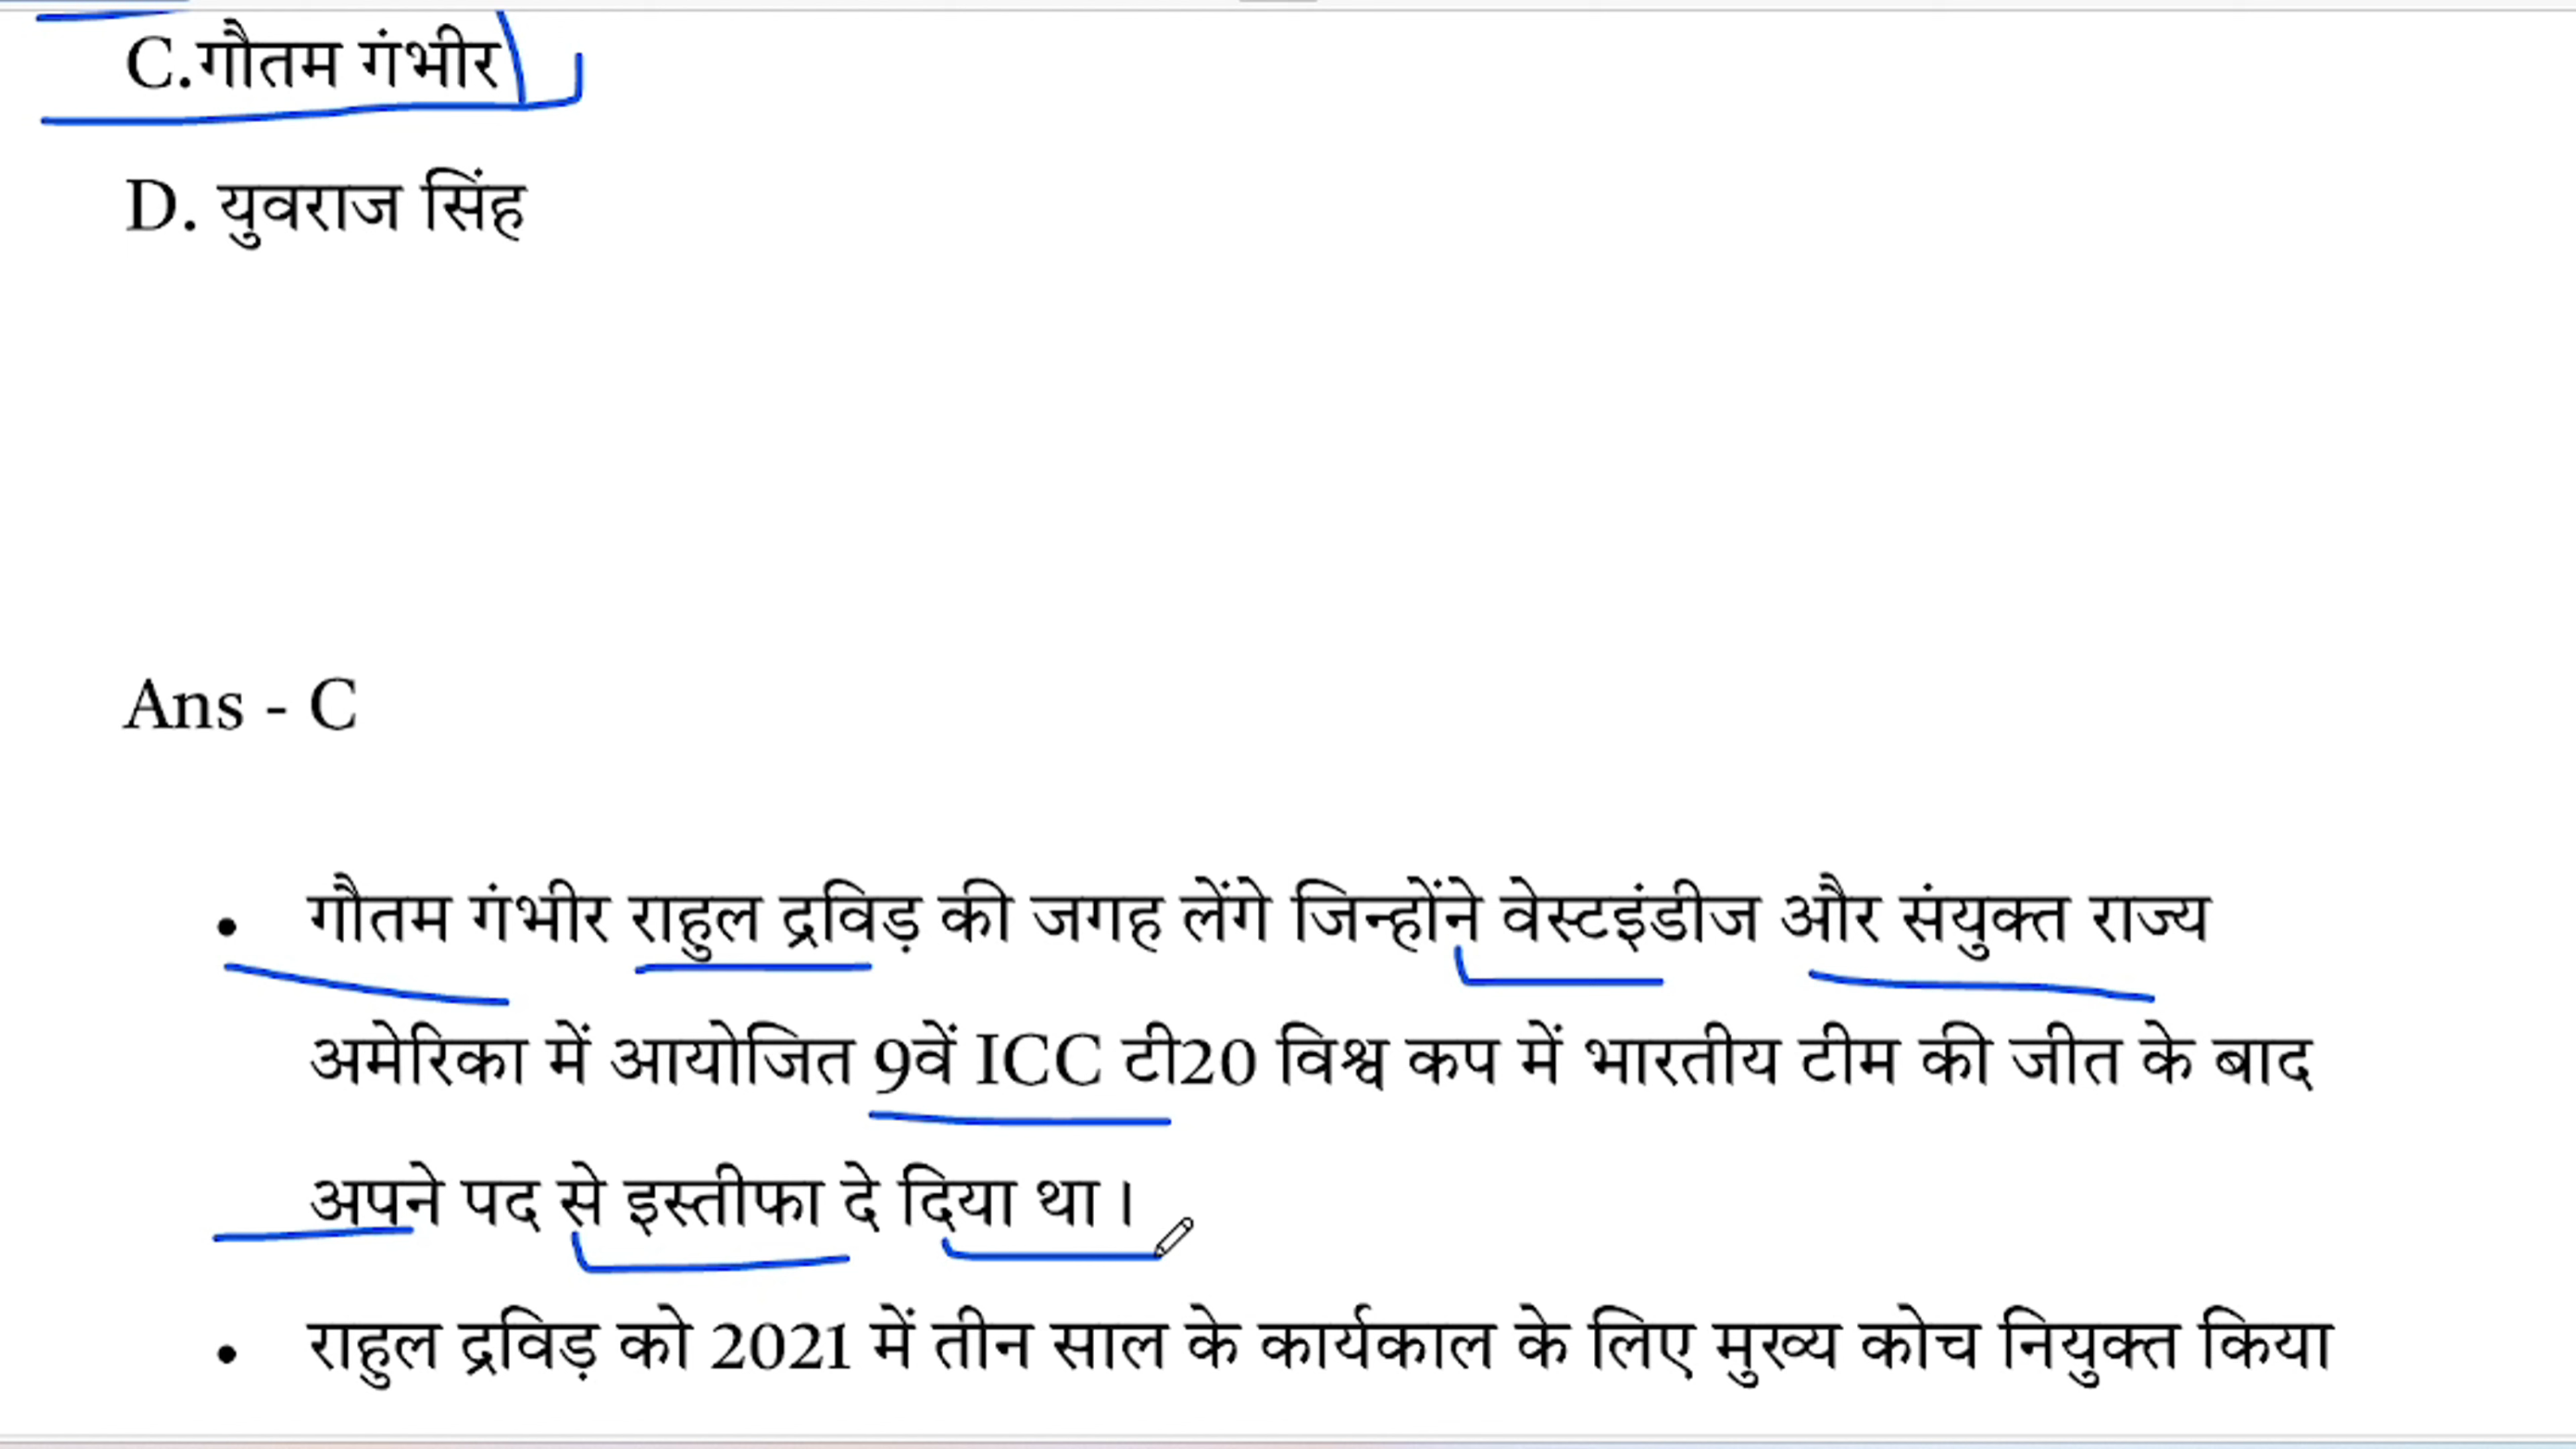 C.गौतम गंभीर
D. युवराज सिंह
Ans - C
• गौतम गंभीर राहुल द्रविड़ की जगह लेंगे जिन्होंने वेस्टइंडीज और संयुक्त राज्य
अमेरिका में आयोजित 9वें ICC टी20 विश्व कप में भारतीय टीम की जीत के बाद
अपने पद से इस्तीफा दे दिया था।
• राहुल द्रविड़ को 2021 में तीन साल के कार्यकाल के लिए मुख्य कोच नियुक्त किया